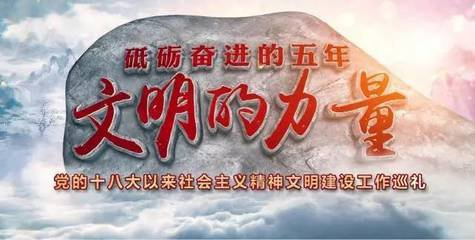 砥砺奋进的五年
文明的力量
党的十八大以来社会主义精神文明建设工作巡礼